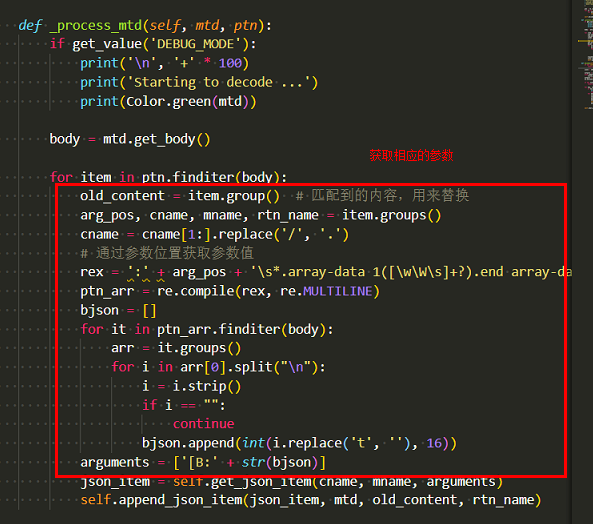 def _process_mtd(self, mtd, ptn):
if get_value('DEBUG_MODE'):
print('\n', '+' * 100)
print('Starting to decode ...')
print(Color.green(mtd))
body = mtd.get_body()
获取相应的参数
for item in ptn.finditer(body):
old_content = item.group()  # 匹配到的内容，用来替换
arg_pos, cname, mname, rtn_name = item.groups()
cname = cname[1:].replace('/', '.')
# 通过参数位置获取参数值
rex = ':' + arg_pos + '\s*.array-data 1([\w\W\s]+?).end array-da
ptn_arr = re.compile(rex, re.MULTILINE)
bjson = []
for it in ptn_arr.finditer(body):
arr = it.groups()
for i in arr[0].split("\n"):
i = i.strip()
if i == "":
continue
bjson.append(int(i.replace('t', ''), 16))
arguments = ['[B:' + str(bjson)]
json_item = self.get_json_item(cname, mname, arguments)
self.append_json_item(json_item, mtd, old_content, rtn_name)